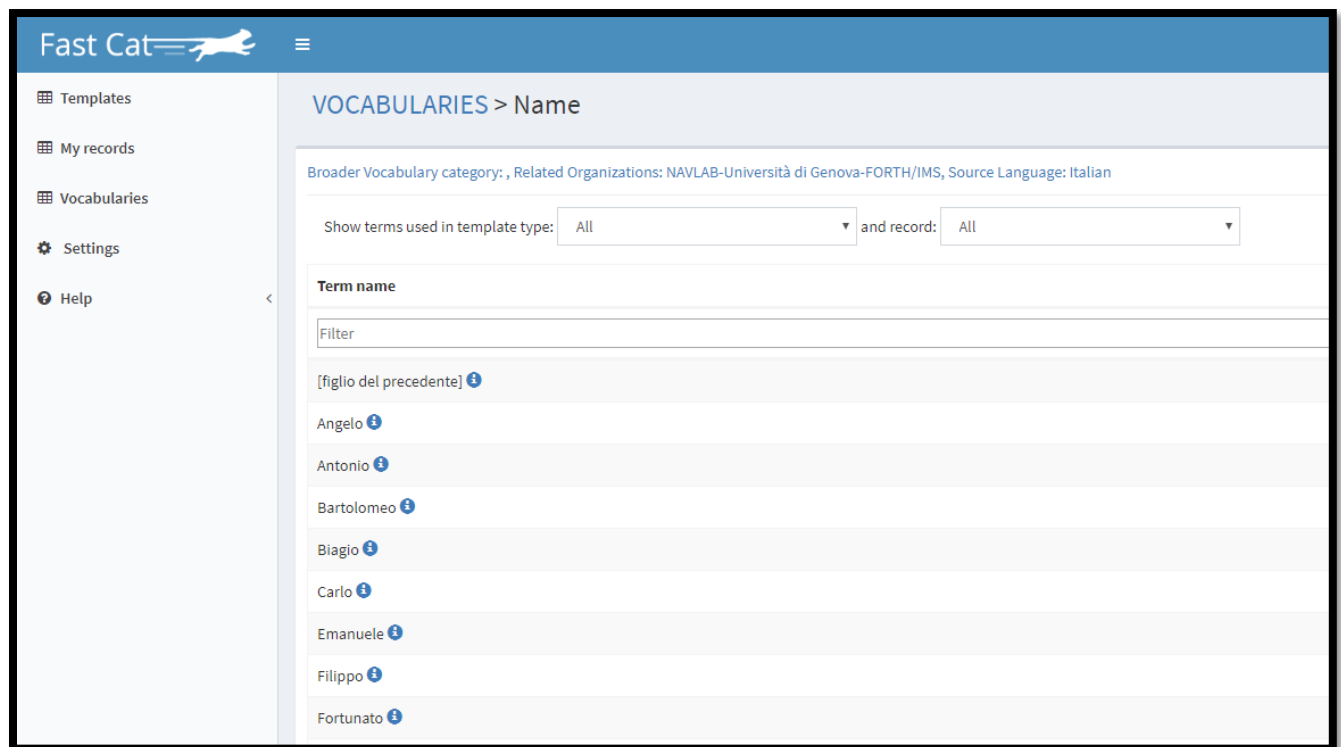 Fast Cat
Templates
My records
Vocabularies
Settings
Help
VOCABULARIES > Name
Broader Vocabulary category: , Related Organizations: NAVLAB-Università di Genova-FORTH/IMS, Source Language: Italian
Show terms used in template type: All and record: All
Term name
Filter
[figlio del precedente]
Angelo
Antonio
Bartolomeo
Biagio
Carlo
Emanuele
Filippo
Fortunato